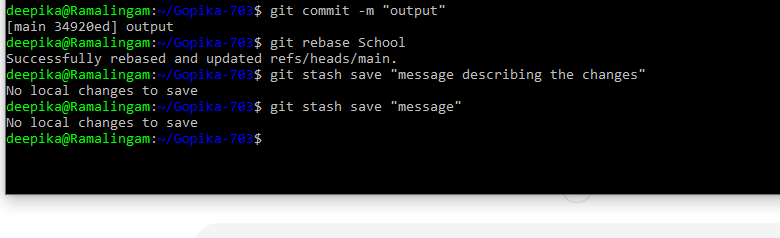 deepika@Ramalingam:~/Gopika-703$ git commit -m "output"
[main 34920ed] output
deepika@Ramalingam:~/Gopika-703$ git rebase School
Successfully rebased and updated refs/heads/main.
deepika@Ramalingam:~/Gopika-703$ git stash save "message describing the changes"
No local changes to save
deepika@Ramalingam:~/Gopika-703$ git stash save "message"
No local changes to save
deepika@Ramalingam:~/Gopika-703$